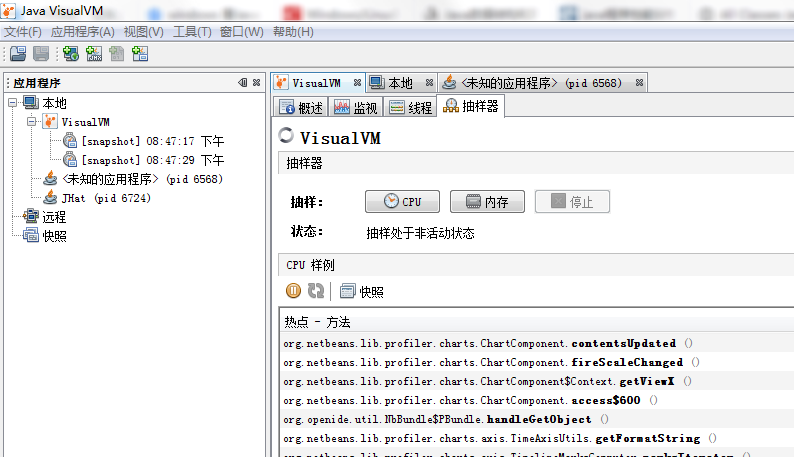 Java VisualVM
文件(F) 应用程序(A) 视图(V) 工具(T) 窗口(W) 帮助(H)
应用程序
本地
VisualVM
[snapshot] 08:47:17 下午
[snapshot] 08:47:29 下午
<未知的应用程序> (pid 6568)
JHat (pid 6724)
远程
快照
VisualVM 本地 <未知的应用程序> (pid 6568)
概述 监视 线程 抽样器
VisualVM
抽样器
抽样： CPU 内存 停止
状态： 抽样处于非活动状态
CPU 样例
快照
热点 - 方法
org.netbeans.lib.profiler.charts.ChartComponent.contentsUpdated ()
org.netbeans.lib.profiler.charts.ChartComponent.fireScaleChanged ()
org.netbeans.lib.profiler.charts.ChartComponent$Context.getViewX ()
org.netbeans.lib.profiler.charts.ChartComponent.access$600 ()
org.openide.util.NbBundle$PBundle.handleGetObject ()
org.netbeans.lib.profiler.charts.axis.TimeAxisUtils.getFormatString ()